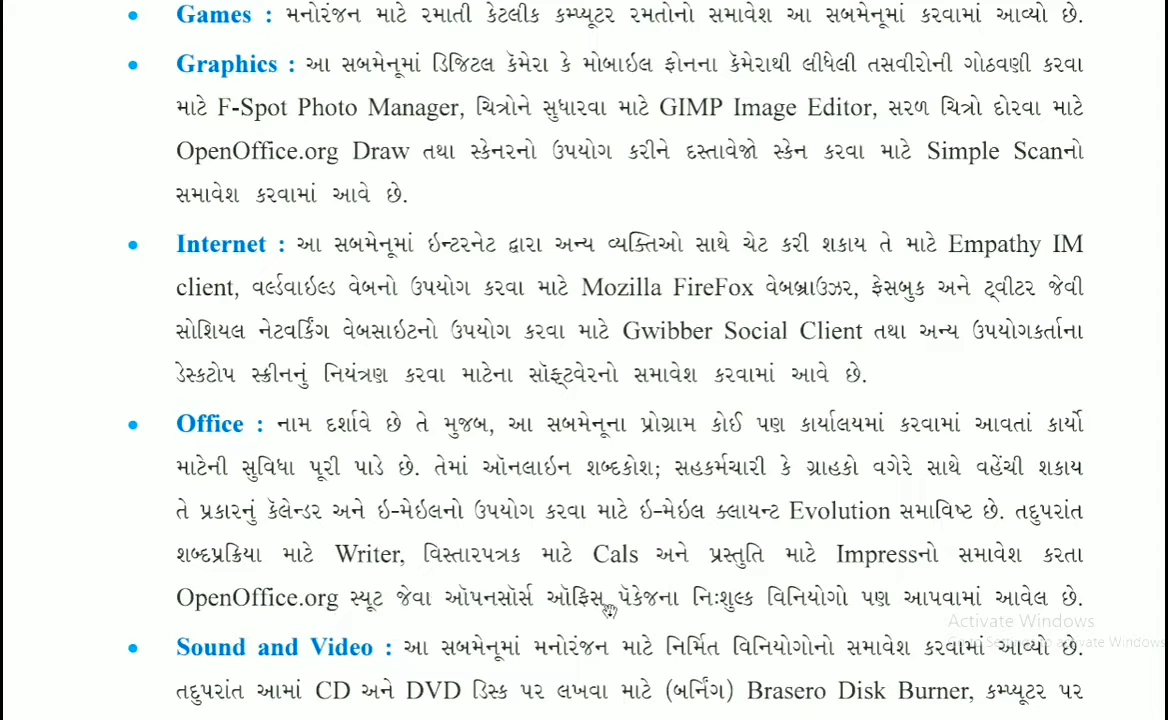 • Games : મનોરંજન માટે રમાતી કેટલીક કમ્પ્યૂટર રમતોનો સમાવેશ આ સબમેનૂમાં કરવામાં આવ્યો છે.
• Graphics : આ સબમેનૂમાં ડિજિટલ કૅમેરા કે મોબાઇલ ફોનના કૅમેરાથી લીધેલી તસવીરોની ગોઠવણી કરવા
માટે F-Spot Photo Manager, ચિત્રોને સુધારવા માટે GIMP Image Editor, સરળ ચિત્રો દોરવા માટે
OpenOffice.org Draw તથા સ્કેનરનો ઉપયોગ કરીને દસ્તાવેજો સ્કેન કરવા માટે Simple Scanનો
સમાવેશ કરવામાં આવે છે.
• Internet : આ સબમેનૂમાં ઇન્ટરનેટ દ્વારા અન્ય વ્યક્તિઓ સાથે ચેટ કરી શકાય તે માટે Empathy IM
client, વર્લ્ડવાઇલ્ડ વેબનો ઉપયોગ કરવા માટે Mozilla FireFox વેબબ્રાઉઝર, ફેસબુક અને ટ્વીટર જેવી
સોશિયલ નેટવર્કિંગ વેબસાઇટનો ઉપયોગ કરવા માટે Gwibber Social Client તથા અન્ય ઉપયોગકર્તાના
ડેસ્કટોપ સ્ક્રીનનું નિયંત્રણ કરવા માટેના સૉફ્ટવેરનો સમાવેશ કરવામાં આવે છે.
• Office : નામ દર્શાવે છે તે મુજબ, આ સબમેનૂના પ્રોગ્રામ કોઈ પણ કાર્યાલયમાં કરવામાં આવતાં કાર્યો
માટેની સુવિધા પૂરી પાડે છે. તેમાં ઑનલાઇન શબ્દકોશ; સહકર્મચારી કે ગ્રાહકો વગેરે સાથે વહેંચી શકાય
તે પ્રકારનું કૅલેન્ડર અને ઇ-મેઇલનો ઉપયોગ કરવા માટે ઇ-મેઇલ ક્લાયન્ટ Evolution સમાવિષ્ટ છે. તદુપરાંત
શબ્દપ્રક્રિયા માટે Writer, વિસ્તારપત્રક માટે Cals અને પ્રસ્તુતિ માટે Impressનો સમાવેશ કરતા
OpenOffice.org સ્યૂટ જેવા ઑપનસૉર્સ ઑફિસ પૅકેજના નિઃશુલ્ક વિનિયોગો પણ આપવામાં આવેલ છે.
Activate Windows
Go to Settings to activate Windows
• Sound and Video : આ સબમેનૂમાં મનોરંજન માટે નિર્મિત વિનિયોગોનો સમાવેશ કરવામાં આવ્યો છે.
તદુપરાંત આમાં CD અને DVD ડિસ્ક પર લખવા માટે (બર્નિંગ) Brasero Disk Burner, કમ્પ્યૂટર પર